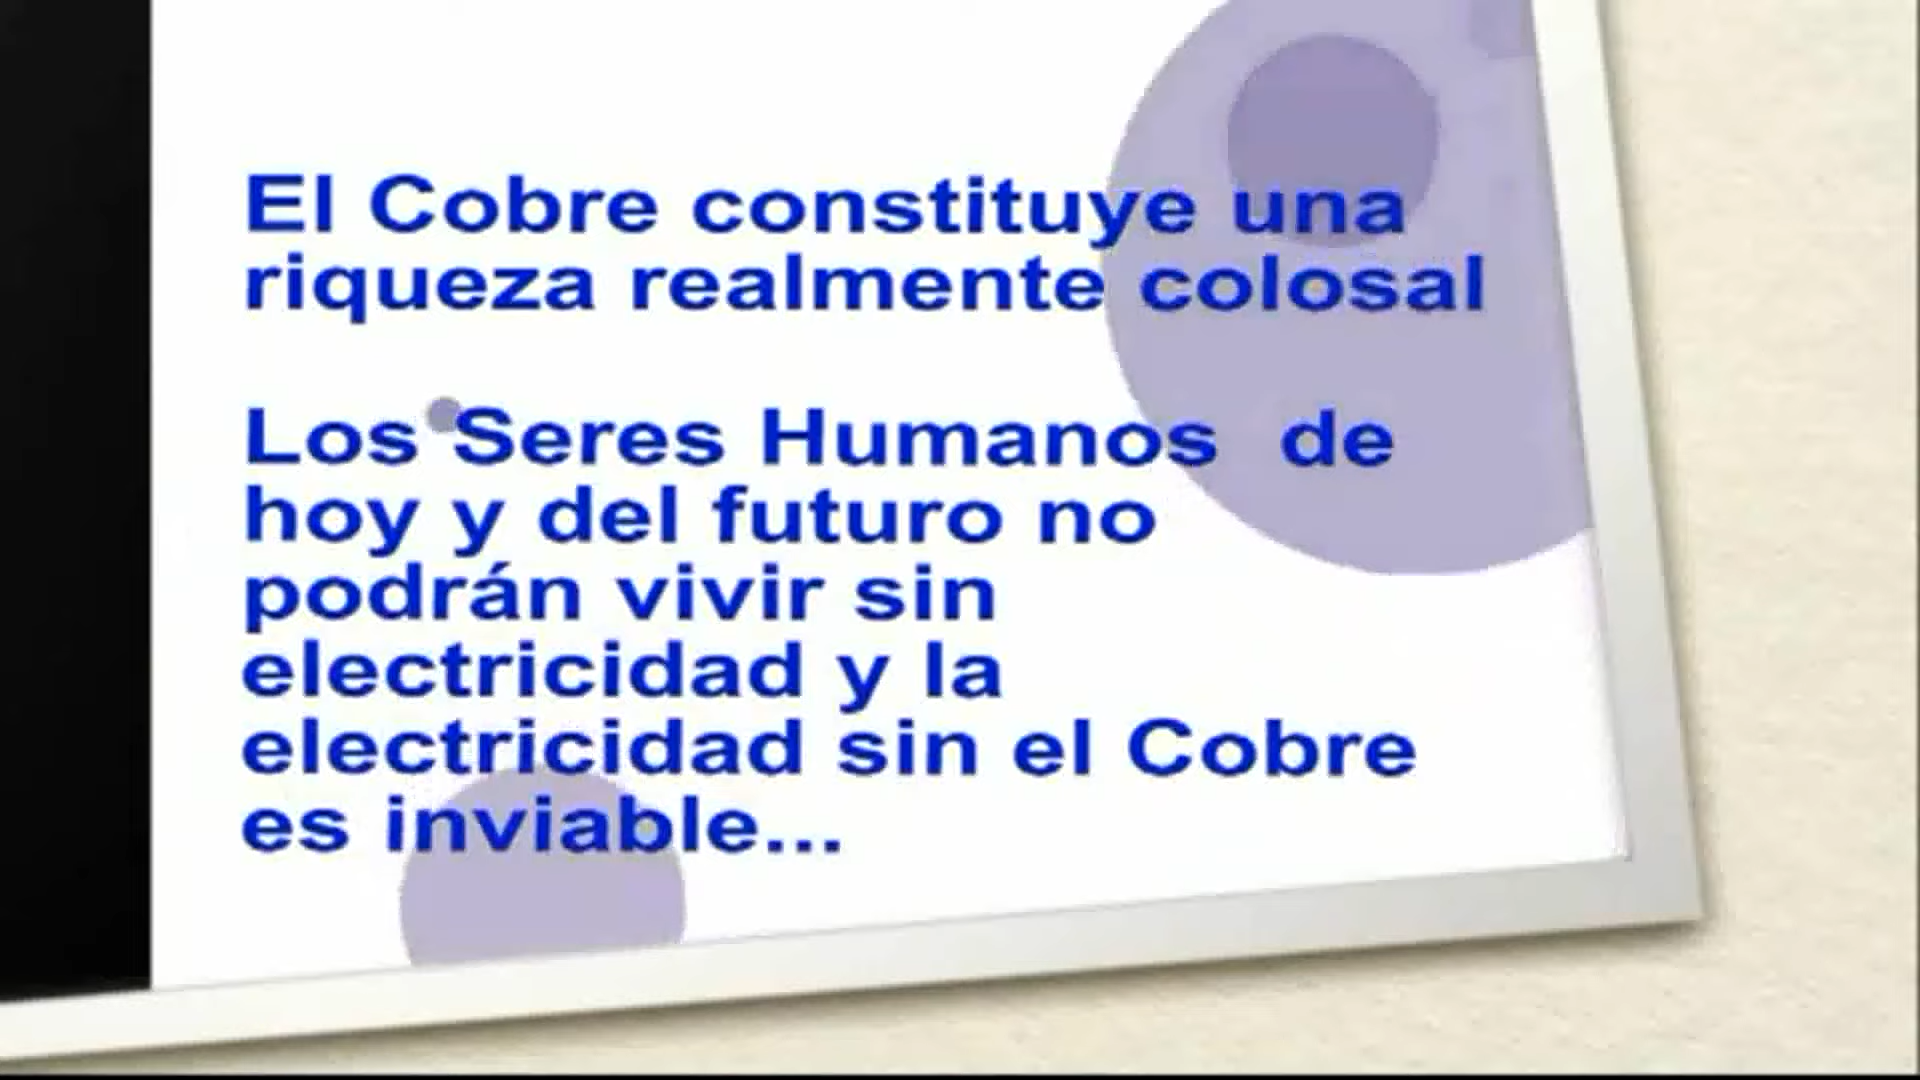 El Cobre constituye una
riqueza realmente colosal
Los Seres Humanos de
hoy y del futuro no
podrán vivir sin
electricidad y la
electricidad sin el Cobre
es inviable...